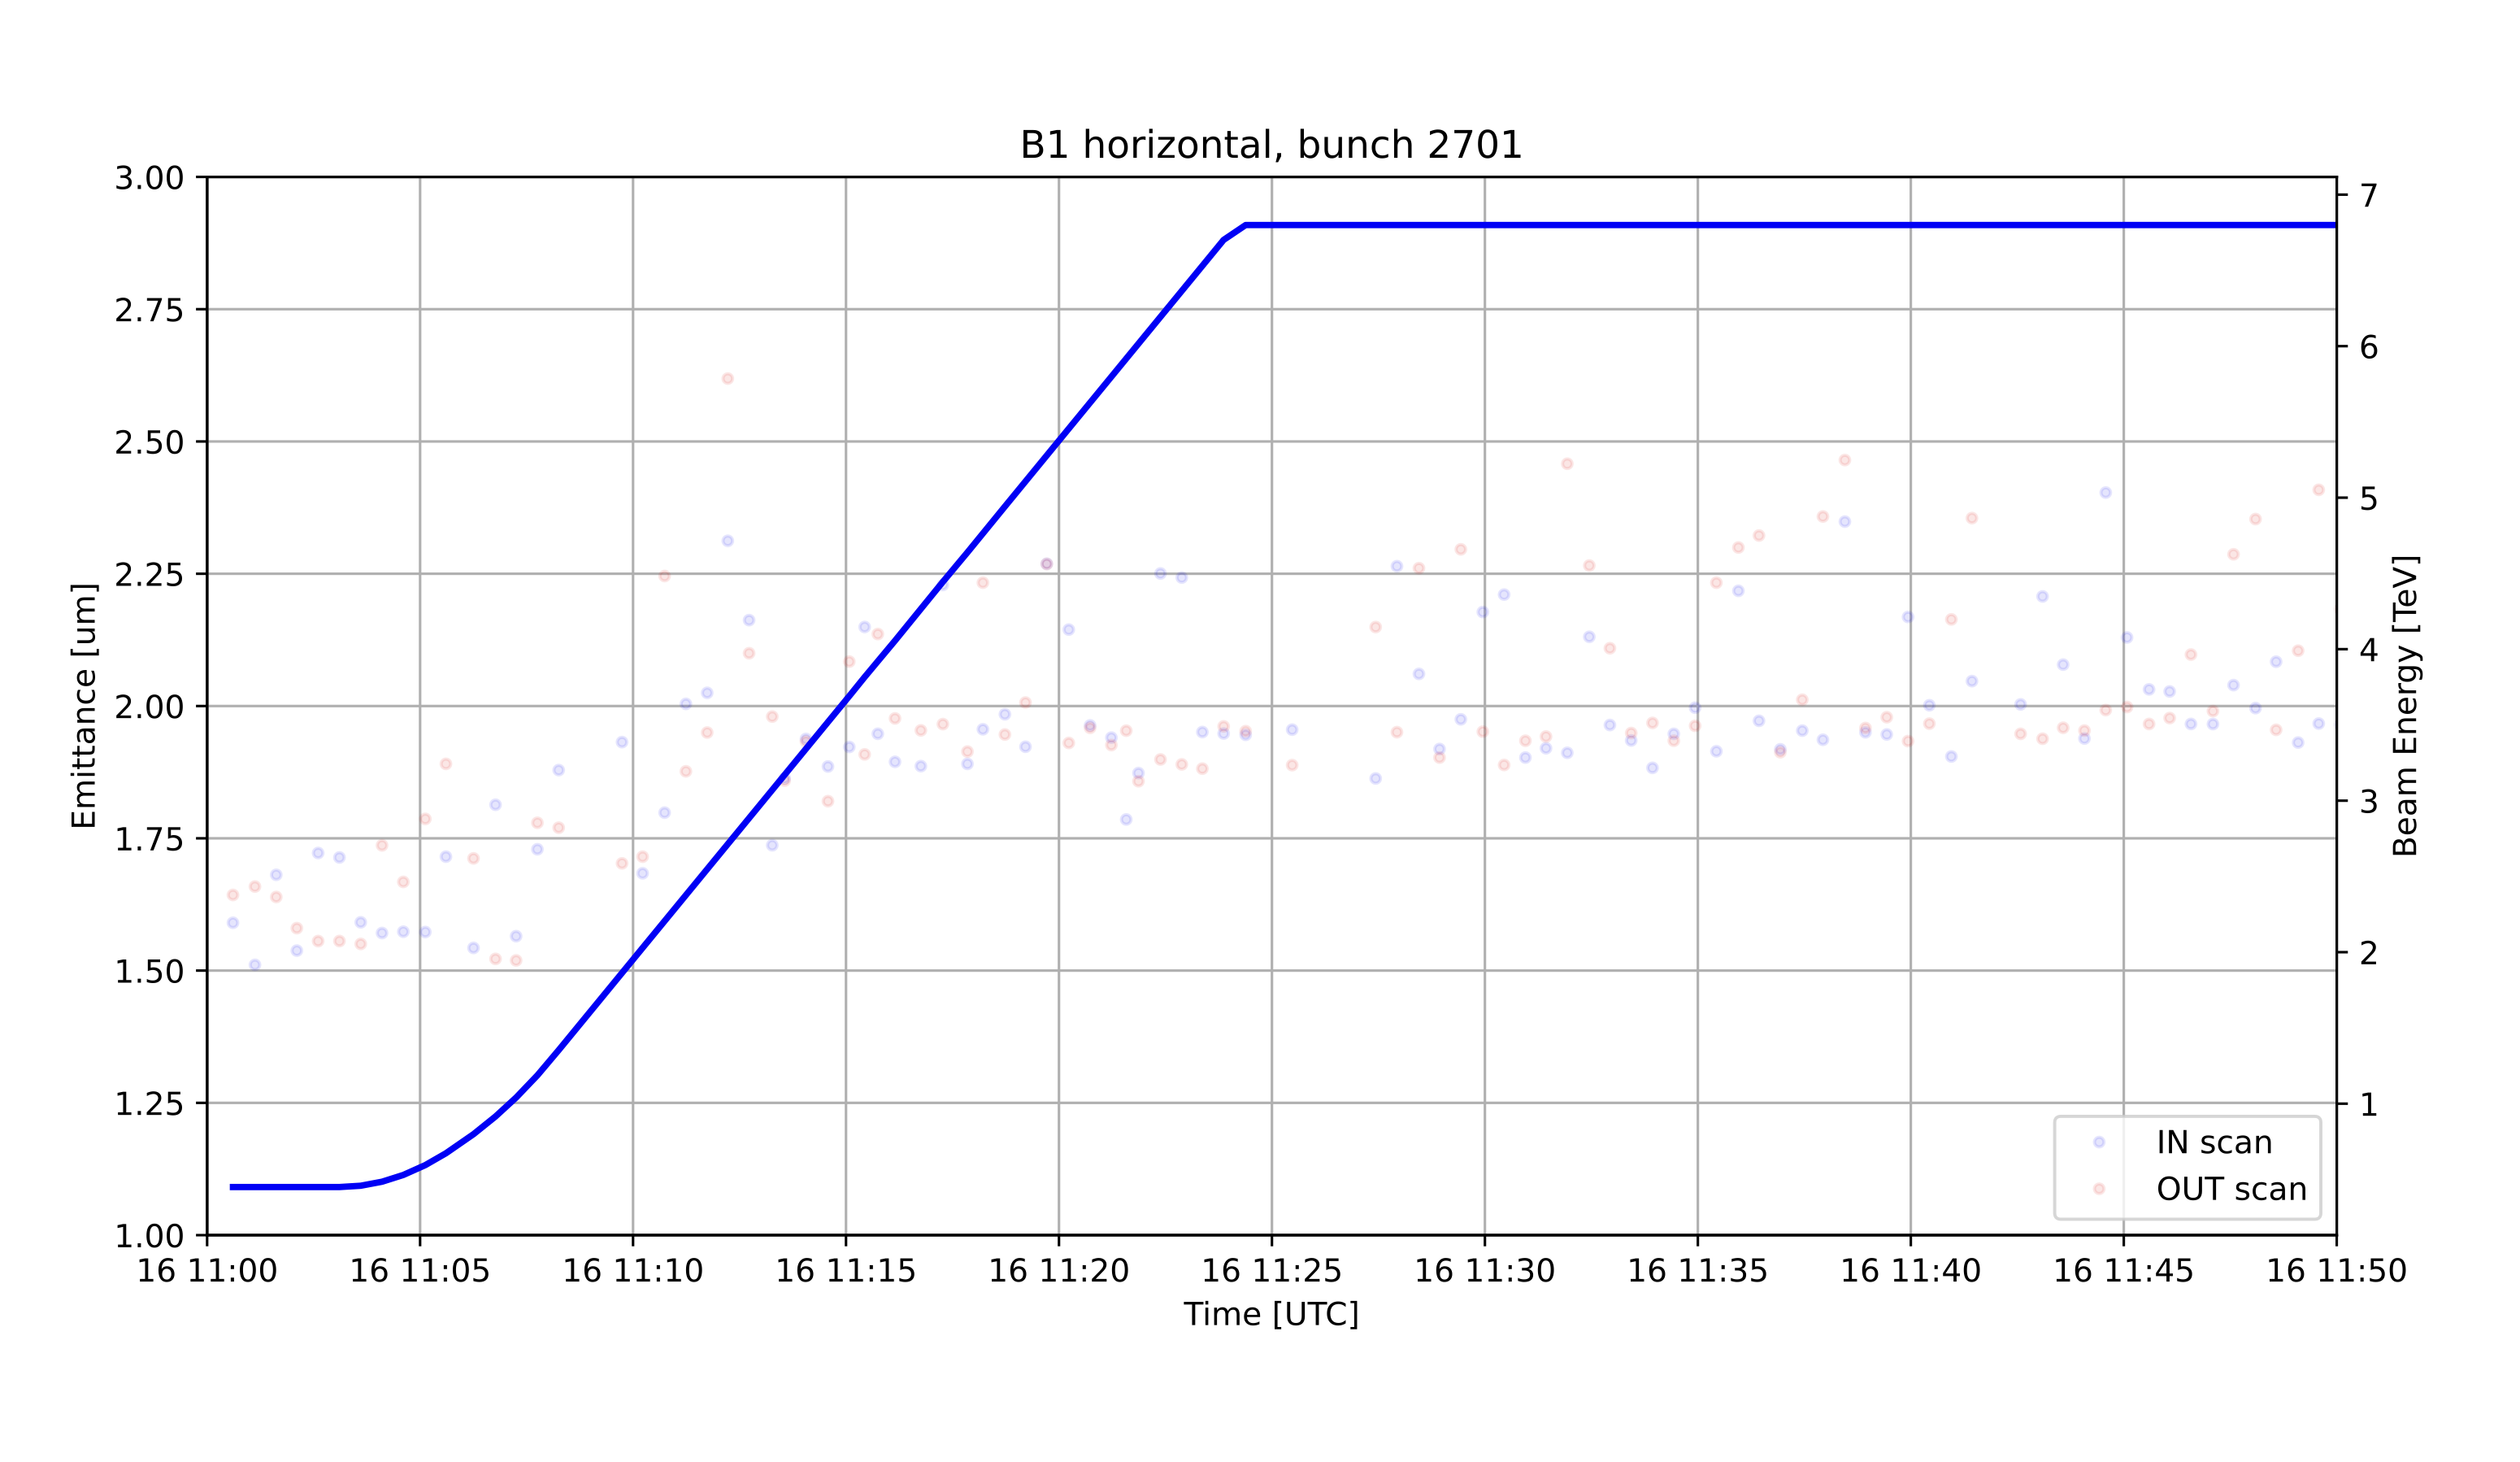 B1 horizontal, bunch 2701
3.00
2.75
2.50
2.25
2.00
1.75
1.50
1.25
1.00
Emittance [um]
7
6
5
4
3
2
1
Beam Energy [TeV]
IN scan
OUT scan
16 11:00 16 11:05 16 11:10 16 11:15 16 11:20 16 11:25 16 11:30 16 11:35 16 11:40 16 11:45 16 11:50
Time [UTC]